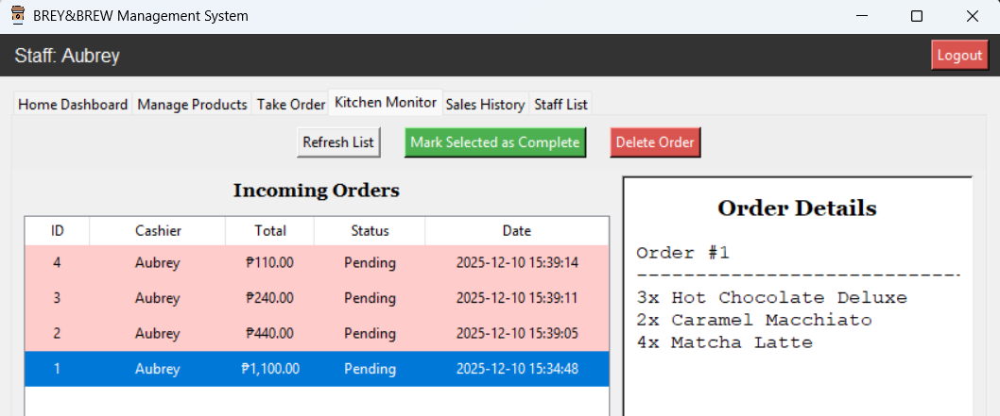 BREY&BREW Management System
Staff: Aubrey
Logout
Home Dashboard Manage Products Take Order Kitchen Monitor Sales History Staff List
Refresh List Mark Selected as Complete Delete Order
Incoming Orders
ID Cashier Total Status Date
4 Aubrey ₱110.00 Pending 2025-12-10 15:39:14
3 Aubrey ₱240.00 Pending 2025-12-10 15:39:11
2 Aubrey ₱440.00 Pending 2025-12-10 15:39:05
1 Aubrey ₱1,100.00 Pending 2025-12-10 15:34:48
Order Details
Order #1
----------------------------
3x Hot Chocolate Deluxe
2x Caramel Macchiato
4x Matcha Latte